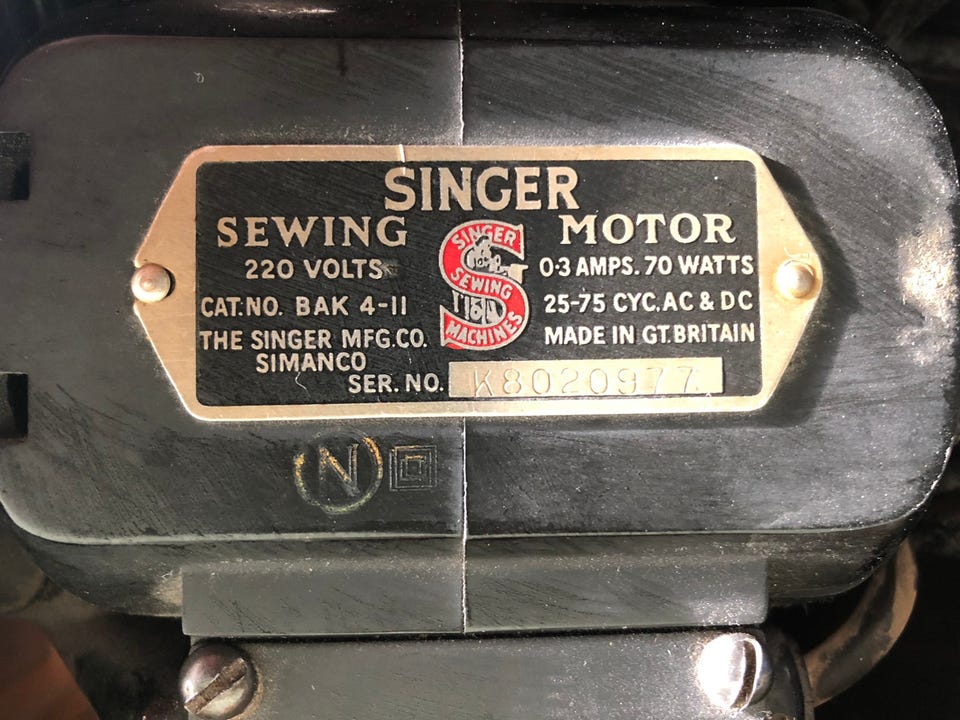 SINGER
SEWING MOTOR
220 VOLTS 0·3 AMPS. 70 WATTS
CAT. NO. BAK 4-11 25-75 CYC. AC & DC
THE SINGER MFG. CO. MADE IN GT. BRITAIN
SIMANCO
SER. NO. K8020977
SINGER
SEWING
MACHINES
N